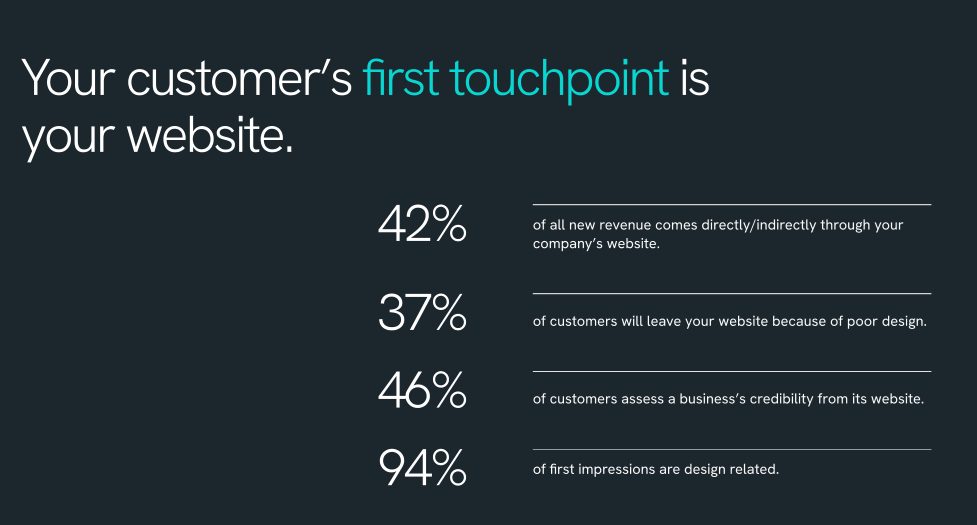 Your customer’s first touchpoint is
your website.
42%
of all new revenue comes directly/indirectly through your
company’s website.
37%
of customers will leave your website because of poor design.
46%
of customers assess a business’s credibility from its website.
94%
of first impressions are design related.